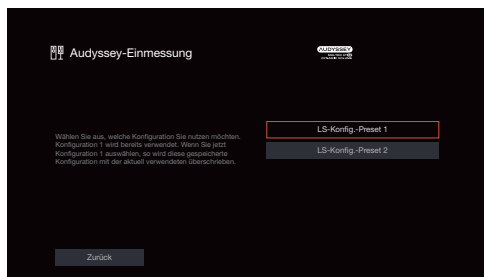 Audyssey-Einmessung
AUDYSSEY
Wählen Sie aus, welche Konfiguration Sie nutzen möchten.
Konfiguration 1 wird bereits verwendet. Wenn Sie jetzt
Konfiguration 1 auswählen, so wird diese gespeicherte
Konfiguration mit der aktuell verwendeten überschrieben.
LS-Konfig.-Preset 1
LS-Konfig.-Preset 2
Zurück